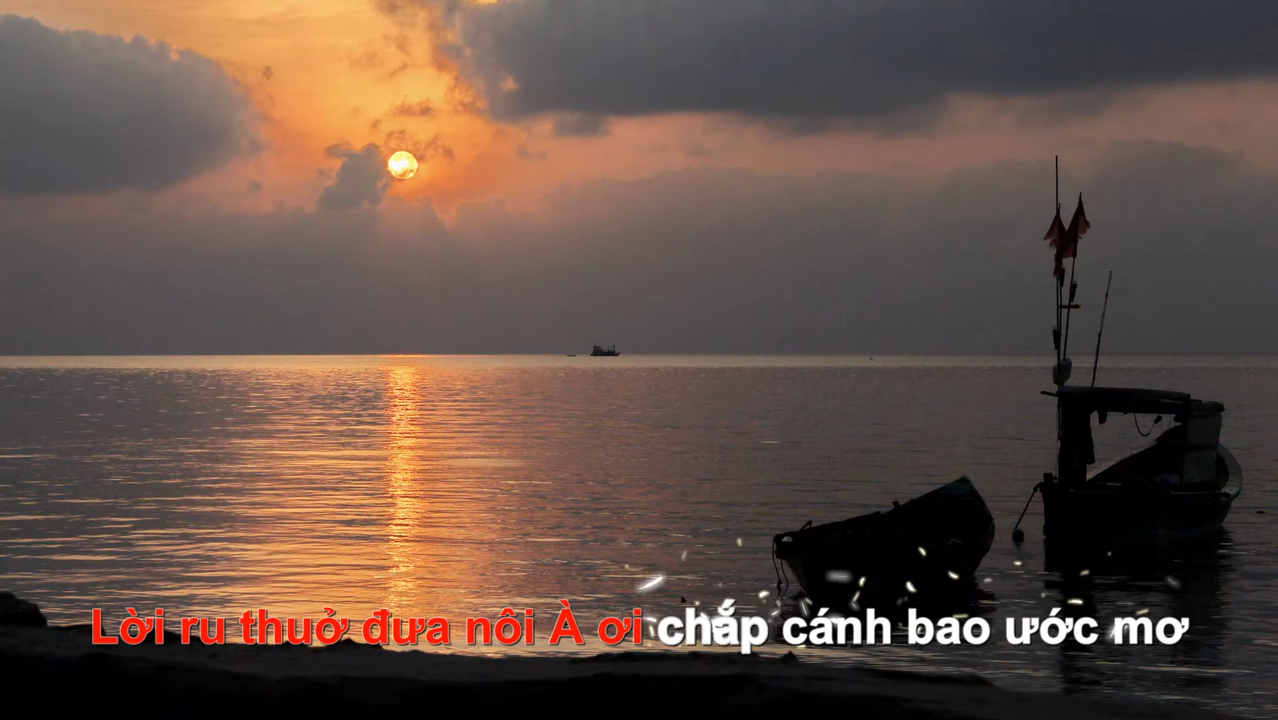 Lời ru thuở đưa nôi À ơi chắp cánh bao ước mơ